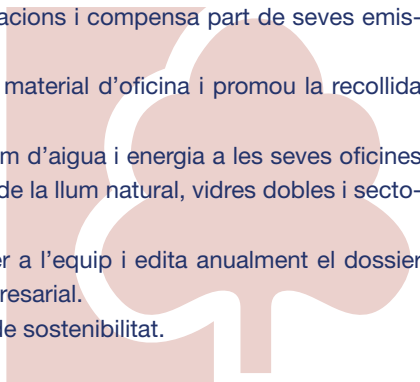 acions i compensa part de seves emis-
material d'oficina i promou la recollida
m d'aigua i energia a les seves oficines
de la llum natural, vidres dobles i secto-
r a l'equip i edita anualment el dossier
resarial.
le sostenibilitat.